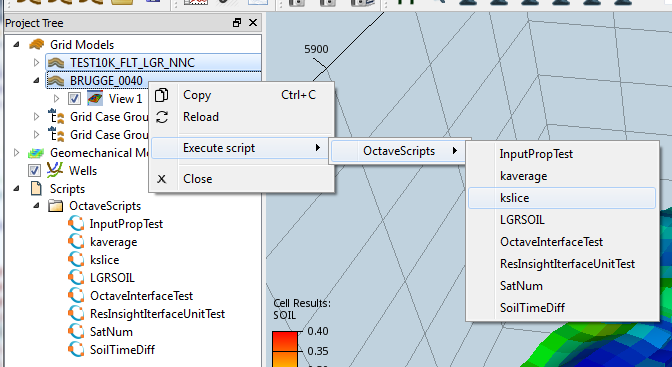 Project Tree
Grid Models
TEST10K_FLT_LGR_NNC
BRUGGE_0040
View 1
Grid Case Grou
Grid Case Grou
Geomechanical Mo
Wells
Scripts
OctaveScripts
InputPropTest
kaverage
kslice
LGRSOIL
OctaveInterfaceTest
ResInsightIterfaceUnitTest
SatNum
SoilTimeDiff
Copy Ctrl+C
Reload
Execute script
Close
OctaveScripts
InputPropTest
kaverage
kslice
LGRSOIL
OctaveInterfaceTest
ResInsightIterfaceUnitTest
SatNum
SoilTimeDiff
5900
Cell Results:
SOIL
0.40
0.35